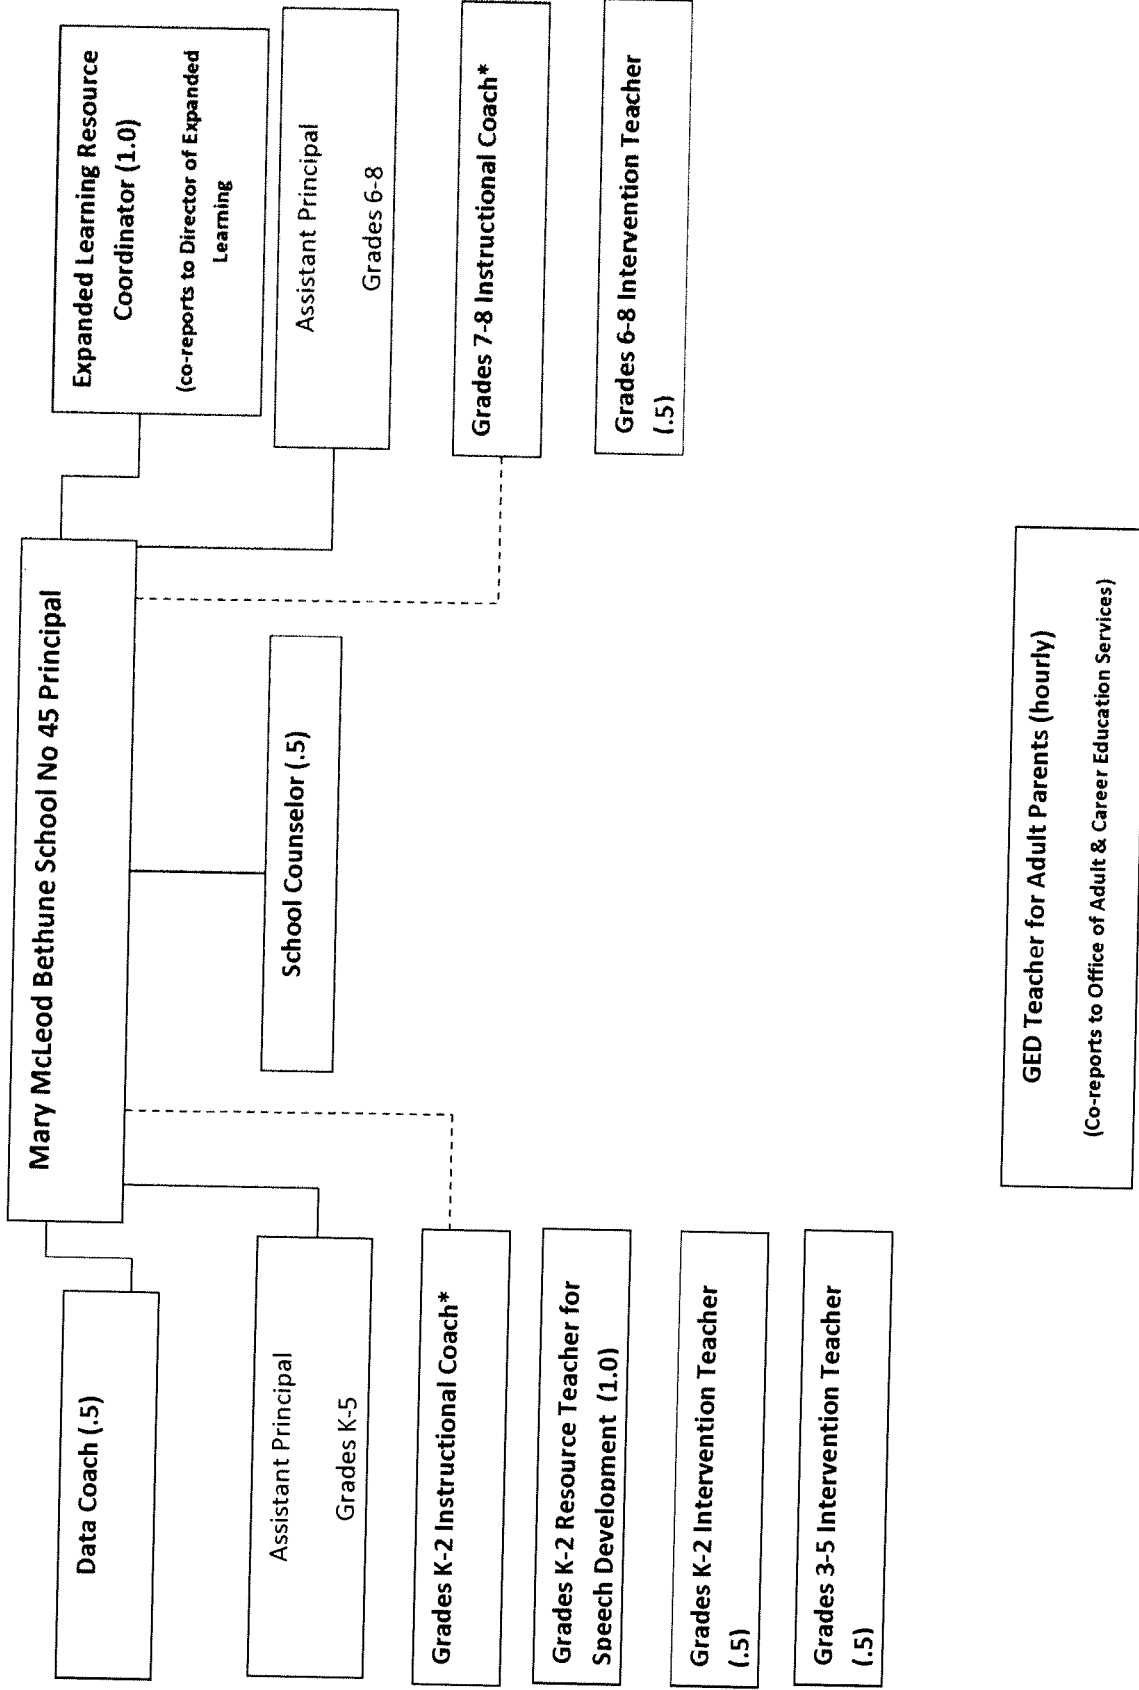 Mary McLeod Bethune School No 45 Principal
Data Coach (.5)
Expanded Learning Resource
Coordinator (1.0)
(co-reports to Director of Expanded
Learning
Assistant Principal
Grades K-5
School Counselor (.5)
Assistant Principal
Grades 6-8
Grades K-2 Instructional Coach*
Grades 7-8 Instructional Coach*
Grades K-2 Resource Teacher for
Speech Development (1.0)
Grades 6-8 Intervention Teacher
(.5)
Grades K-2 Intervention Teacher
(.5)
Grades 3-5 Intervention Teacher
(.5)
GED Teacher for Adult Parents (hourly)
(Co-reports to Office of Adult & Career Education Services)